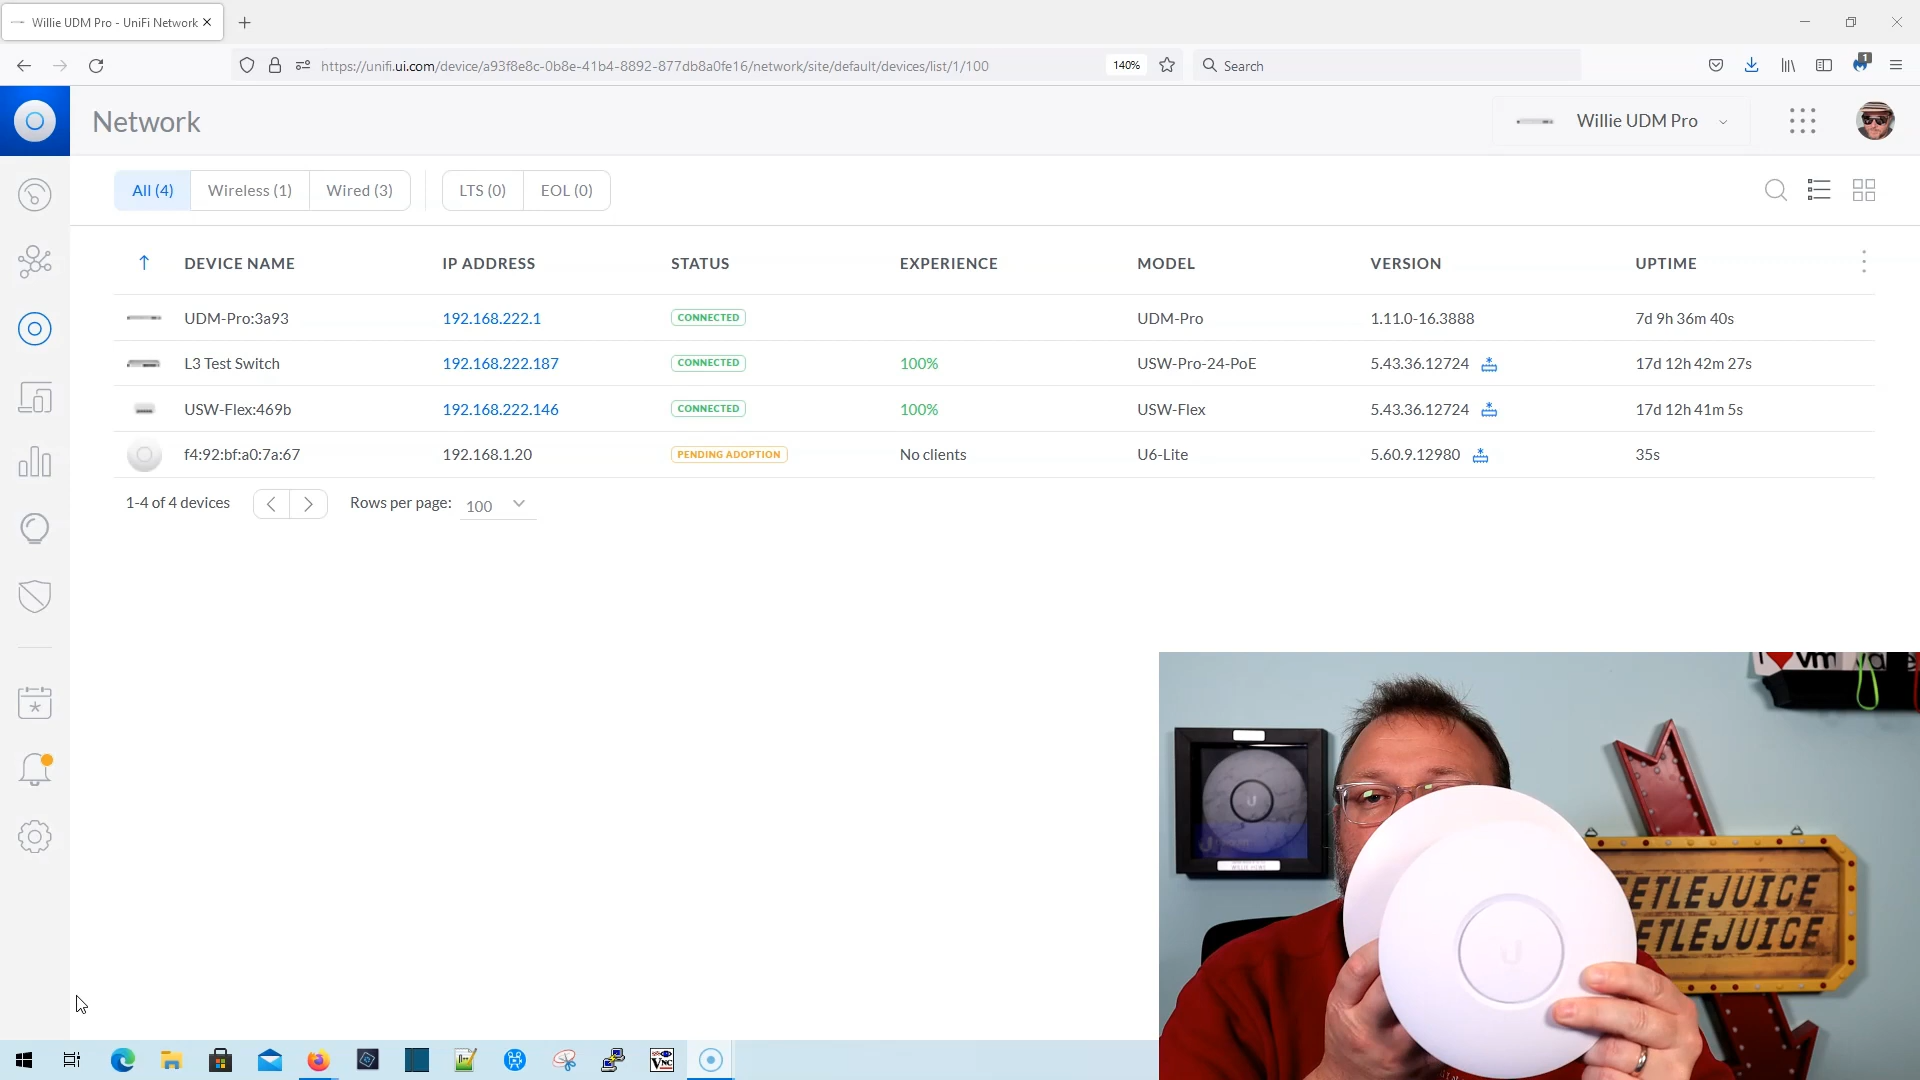 Willie UDM Pro - UniFi Network
https://unifi.ui.com/device/a93f8e8c-0b8e-41b4-8892-877db8a0fe16/network/site/default/devices/list/1/100
140%
Search
1
Network
Willie UDM Pro
All (4)
Wireless (1)
Wired (3)
LTS (0)
EOL (0)
DEVICE NAME IP ADDRESS STATUS EXPERIENCE MODEL VERSION UPTIME
UDM-Pro:3a93 192.168.222.1 CONNECTED UDM-Pro 1.11.0-16.3888 7d 9h 36m 40s
L3 Test Switch 192.168.222.187 CONNECTED 100% USW-Pro-24-PoE 5.43.36.12724 17d 12h 42m 27s
USW-Flex:469b 192.168.222.146 CONNECTED 100% USW-Flex 5.43.36.12724 17d 12h 41m 5s
f4:92:bf:a0:7a:67 192.168.1.20 PENDING ADOPTION No clients U6-Lite 5.60.9.12980 35s
1-4 of 4 devices
Rows per page: 100
I vm
ETLEJUICE
ETLEJUICE
VNC